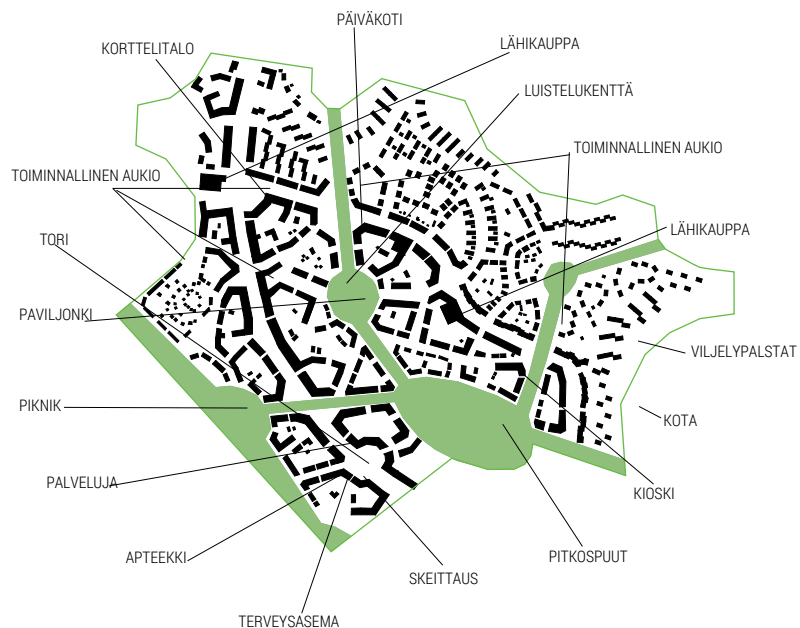 PÄIVÄKOTI
KORTTELITALO
LÄHIKAUPPA
LUISTELUKENTTÄ
TOIMINNALLINEN AUKIO
TOIMINNALLINEN AUKIO
LÄHIKAUPPA
TORI
PAVILJONKI
VILJELYPALSTAT
PIKNIK
KOTA
PALVELUJA
KIOSKI
APTEEKKI
PITKOSPUUT
SKEITTAUS
TERVEYSASEMA